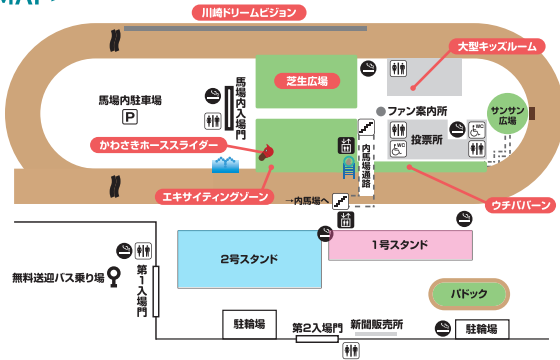 MAP
川崎ドリームビジョン
大型キッズルーム
芝生広場
馬場内入場門
馬場内駐車場
P
ファン案内所
サンサン
広場
かわさきホーススライダー
投票所
WC
WC
内馬場通路
エキサイティングゾーン
→内馬場へ
ウチババーン
2号スタンド
1号スタンド
無料送迎バス乗り場
第1入場門
パドック
駐輪場
第2入場門
新聞販売所
駐輪場